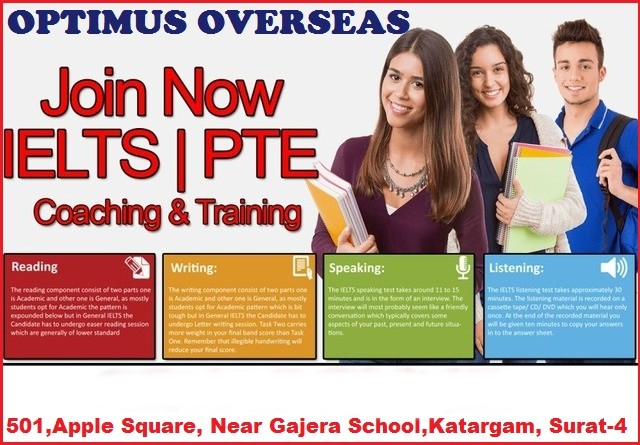 OPTIMUS OVERSEAS
Join Now
IELTS | PTE
Coaching & Training
Reading
The reading component consist of two parts one
is Academic and other one is General, as mostly
students opt for Academic the pattern is
expounded below but in General IELTS the
Candidate has to undergo easer reading session
which are generally of lower standard
Writing:
The writing component consist of two parts one
is Academic and other one is General, as mostly
students opt for Academic pattern which is bit
tough but in General IELTS the Candidate has to
undergo Letter writing session. Task Two carries
more weight in your final band score than Task
One. Remember that illegible handwriting will
reduce your final score.
Speaking:
The IELTS speaking test takes around 11 to 15
minutes and is in the form of an interview. The
interview will most probably seem like a friendly
conversation which typically covers some
aspects of your past, present and future situa-
tions.
Listening:
The IELTS listening test takes approximately 30
minutes. The listening material is recorded on a
cassette tape/ CD/ DVD which you will hear only
once. At the end of the recorded material you
will be given ten minutes to copy your answers
in to the answer sheet.
501,Apple Square, Near Gajera School,Katargam, Surat-4